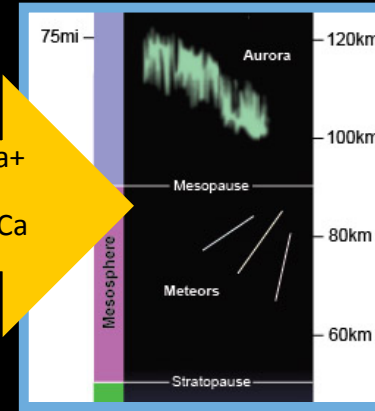 75mi
120km
Aurora
100km
a+
Mesopause
Ca
80km
Mesosphere
Meteors
60km
Stratopause